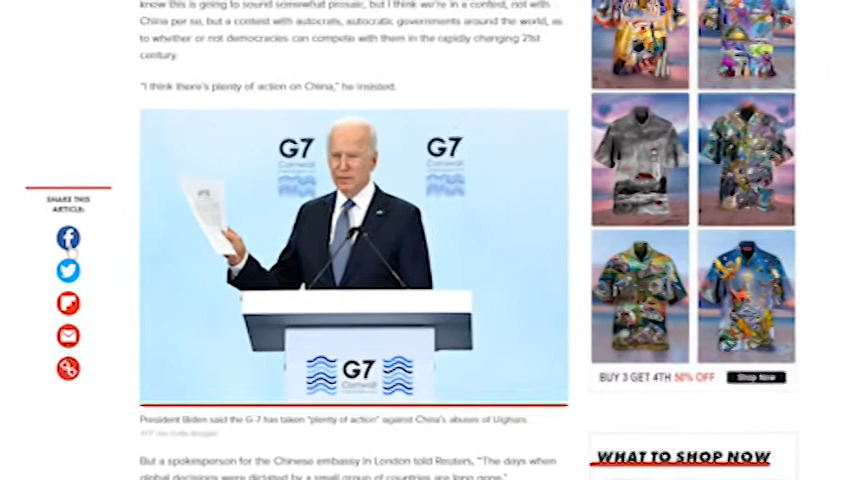 know this is going to sound somewhat prosaic, but I think we're in a contest, not with
China per se, but a contest with autocrats, autocratic governments around the world, as
to whether or not democracies can compete with them in the rapidly changing 21st
century.
"I think there's plenty of action on China," he insisted.
SHARE THIS
ARTICLE:
G7
Cornwall
G7
Cornwall
G7
Cornwall
BUY 3 GET 4TH 50% OFF
Shop Now
President Biden said the G-7 has taken "plenty of action" against China's abuses of Uighurs.
AFP via Getty Images
WHAT TO SHOP NOW
But a spokesperson for the Chinese embassy in London told Reuters, "The days when
global decisions were dictated by a small group of countries are long gone."